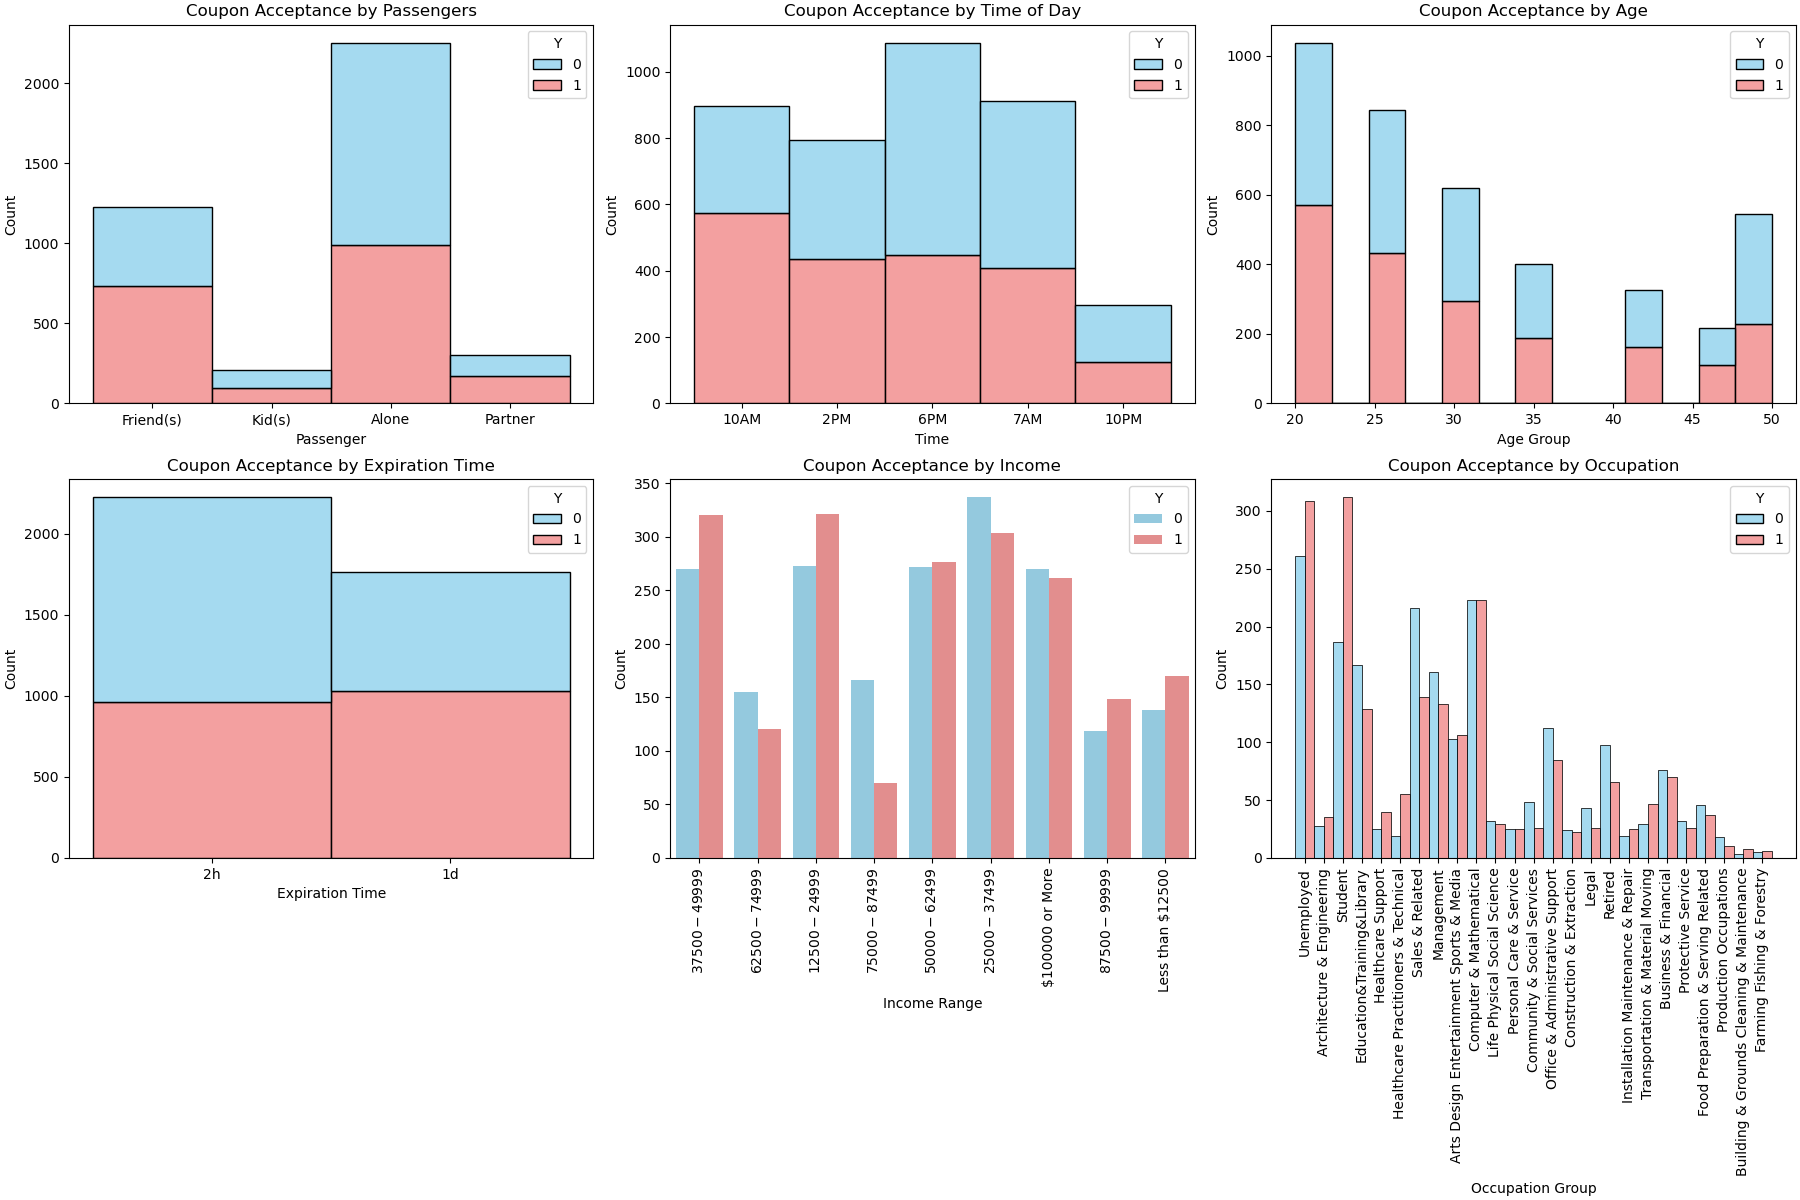 Coupon Acceptance by Passengers
Count
2000
1500
1000
500
0
Y
0
1
Friend(s) Kid(s) Alone Partner
Passenger
Coupon Acceptance by Time of Day
Count
1000
800
600
400
200
0
Y
0
1
10AM 2PM 6PM 7AM 10PM
Time
Coupon Acceptance by Age
Count
1000
800
600
400
200
0
Y
0
1
20 25 30 35 40 45 50
Age Group
Coupon Acceptance by Expiration Time
Count
2000
1500
1000
500
0
Y
0
1
2h 1d
Expiration Time
Coupon Acceptance by Income
Count
350
300
250
200
150
100
50
0
Y
0
1
37500 − 49999
62500 − 74999
12500 − 24999
75000 − 87499
50000 − 62499
25000 − 37499
$100000 or More
87500 − 99999
Less than $12500
Income Range
Coupon Acceptance by Occupation
Count
300
250
200
150
100
50
0
Y
0
1
Unemployed
Architecture & Engineering
Student
Education&Training&Library
Healthcare Support
Healthcare Practitioners & Technical
Sales & Related
Management
Arts Design Entertainment Sports & Media
Computer & Mathematical
Life Physical Social Science
Personal Care & Service
Community & Social Services
Office & Administrative Support
Construction & Extraction
Legal
Retired
Installation Maintenance & Repair
Transportation & Material Moving
Business & Financial
Protective Service
Food Preparation & Serving Related
Production Occupations
Building & Grounds Cleaning & Maintenance
Farming Fishing & Forestry
Occupation Group